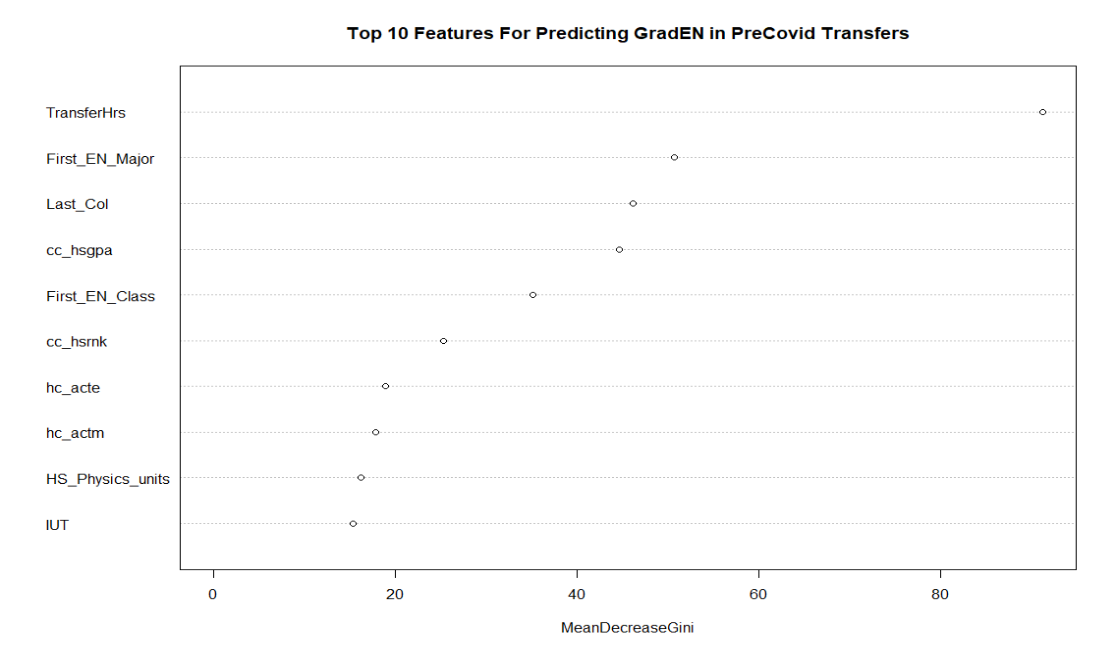 Top 10 Features For Predicting GradEN in PreCovid Transfers
TransferHrs
First_EN_Major
Last_Col
cc_hsgpa
First_EN_Class
cc_hsrnk
hc_acte
hc_actm
HS_Physics_units
IUT
0 20 40 60 80
MeanDecreaseGini